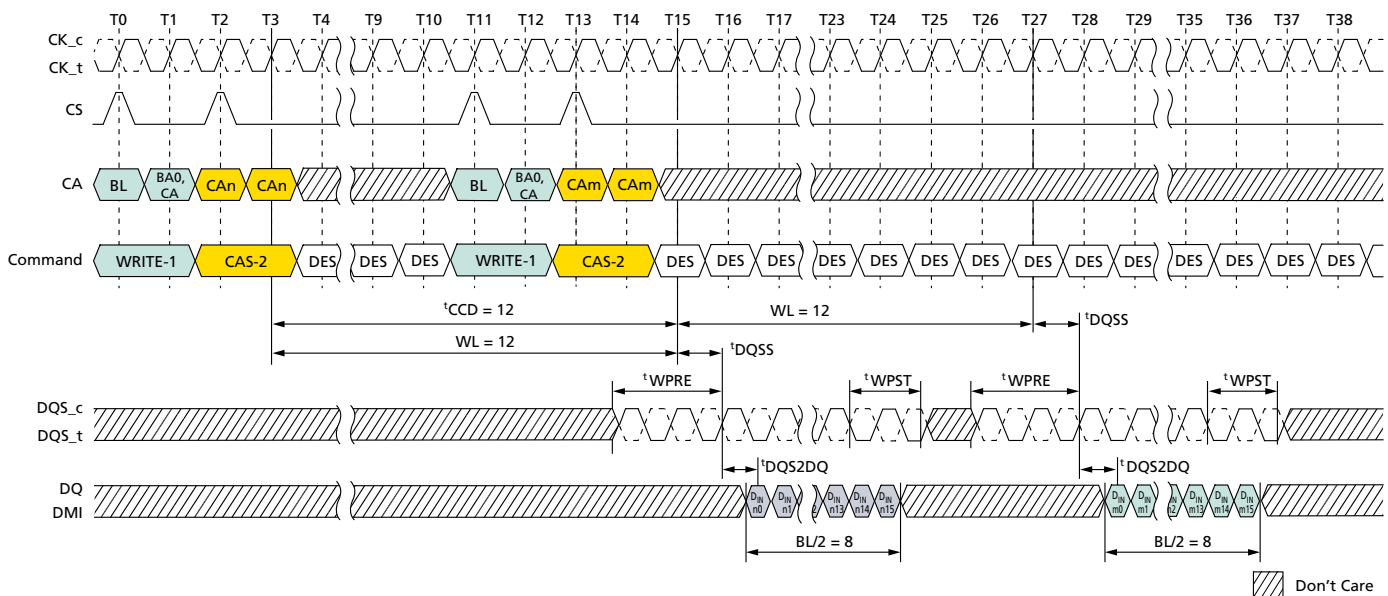 T0 T1 T2 T3 T4 T9 T10 T11 T12 T13 T14 T15 T16 T17 T23 T24 T25 T26 T27 T28 T29 T35 T36 T37 T38
CK_c
CK_t
CS
CA BL BA0, CA CAn CAn BL BA0, CA CAm CAm
Command WRITE-1 CAS-2 DES DES DES WRITE-1 CAS-2 DES DES DES DES DES DES DES DES DES DES DES DES DES DES
tCCD = 12 WL = 12 tDQSS
WL = 12 tDQSS
tWPRE tWPST tWPRE tWPST
DQS_c
DQS_t
tDQS2DQ tDQS2DQ
DQ
DMI
DIN n0 DIN n1 DIN n13 DIN n14 DIN n15 DIN m0 DIN m1 DIN m13 DIN m14 DIN m15
BL/2 = 8 BL/2 = 8
Don't Care